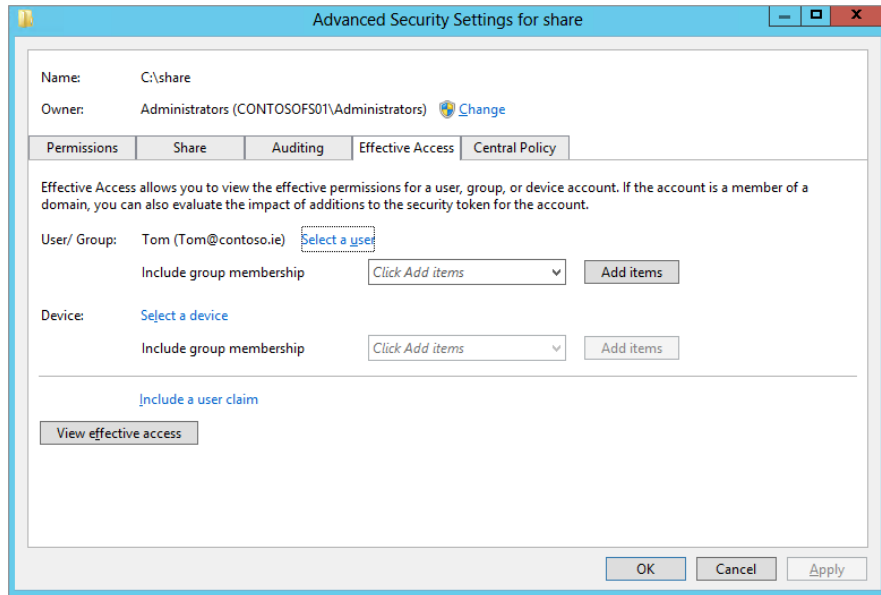 Advanced Security Settings for share
Name: C:\share
Owner: Administrators (CONTOSOFS01\Administrators) Change
Permissions Share Auditing Effective Access Central Policy
Effective Access allows you to view the effective permissions for a user, group, or device account. If the account is a member of a
domain, you can also evaluate the impact of additions to the security token for the account.
User/ Group: Tom (Tom@contoso.ie) Select a user
Include group membership Click Add items Add items
Device: Select a device
Include group membership Click Add items Add items
Include a user claim
View effective access
OK Cancel Apply